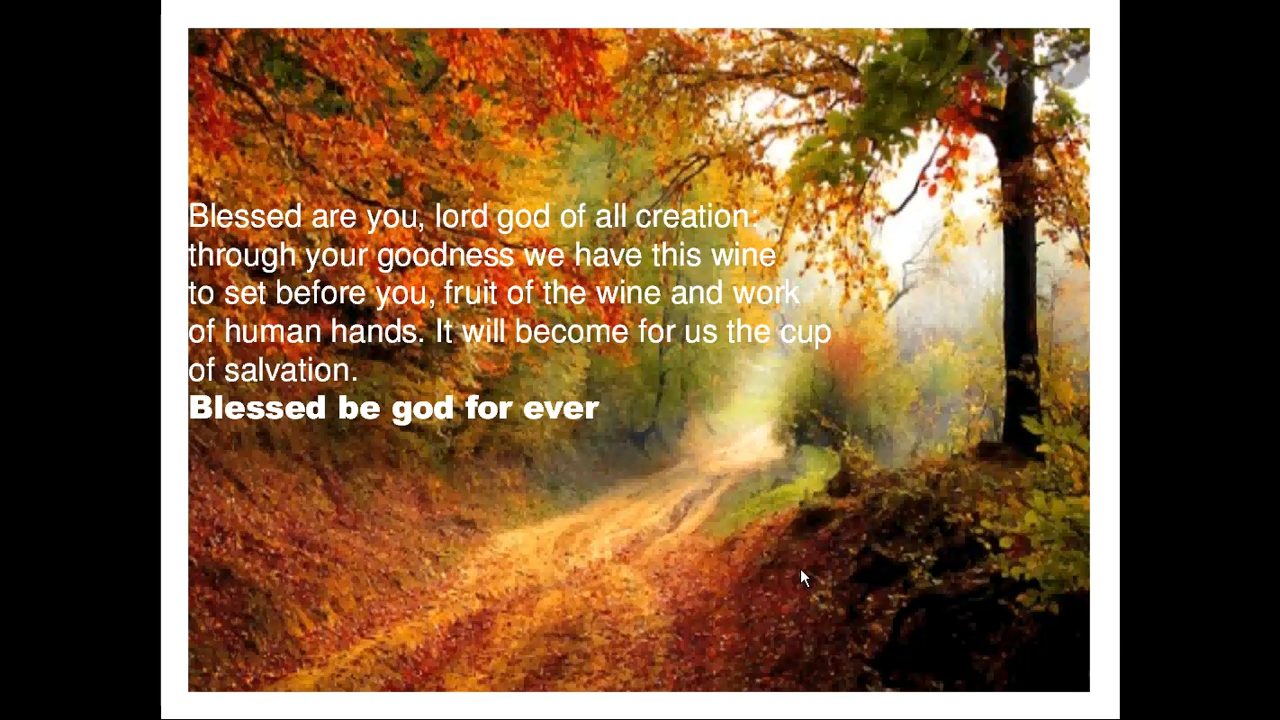 Blessed are you, lord god of all creation:
through your goodness we have this wine
to set before you, fruit of the wine and work
of human hands. It will become for us the cup
of salvation.
Blessed be god for ever